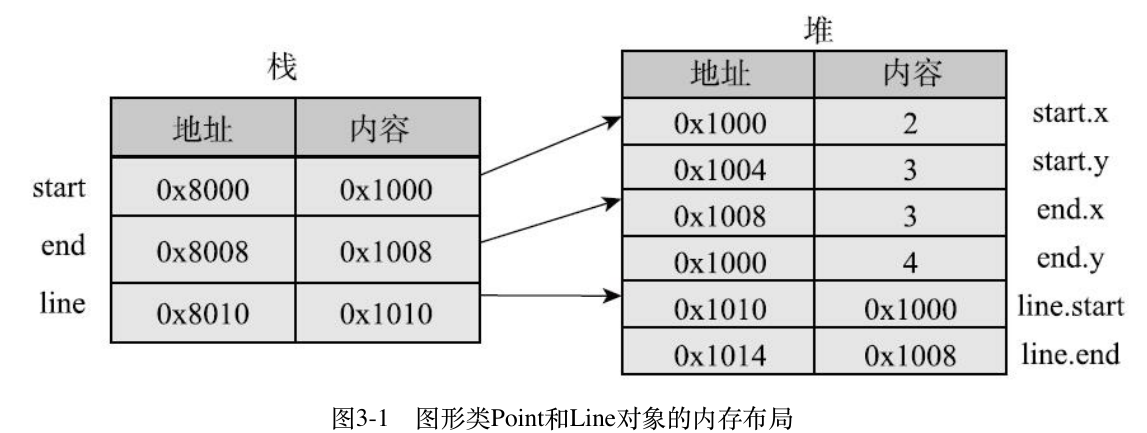 栈
地址 内容
start 0x8000 0x1000
end 0x8008 0x1008
line 0x8010 0x1010
堆
地址 内容
0x1000 2 start.x
0x1004 3 start.y
0x1008 3 end.x
0x1000 4 end.y
0x1010 0x1000 line.start
0x1014 0x1008 line.end
图3-1 图形类Point和Line对象的内存布局